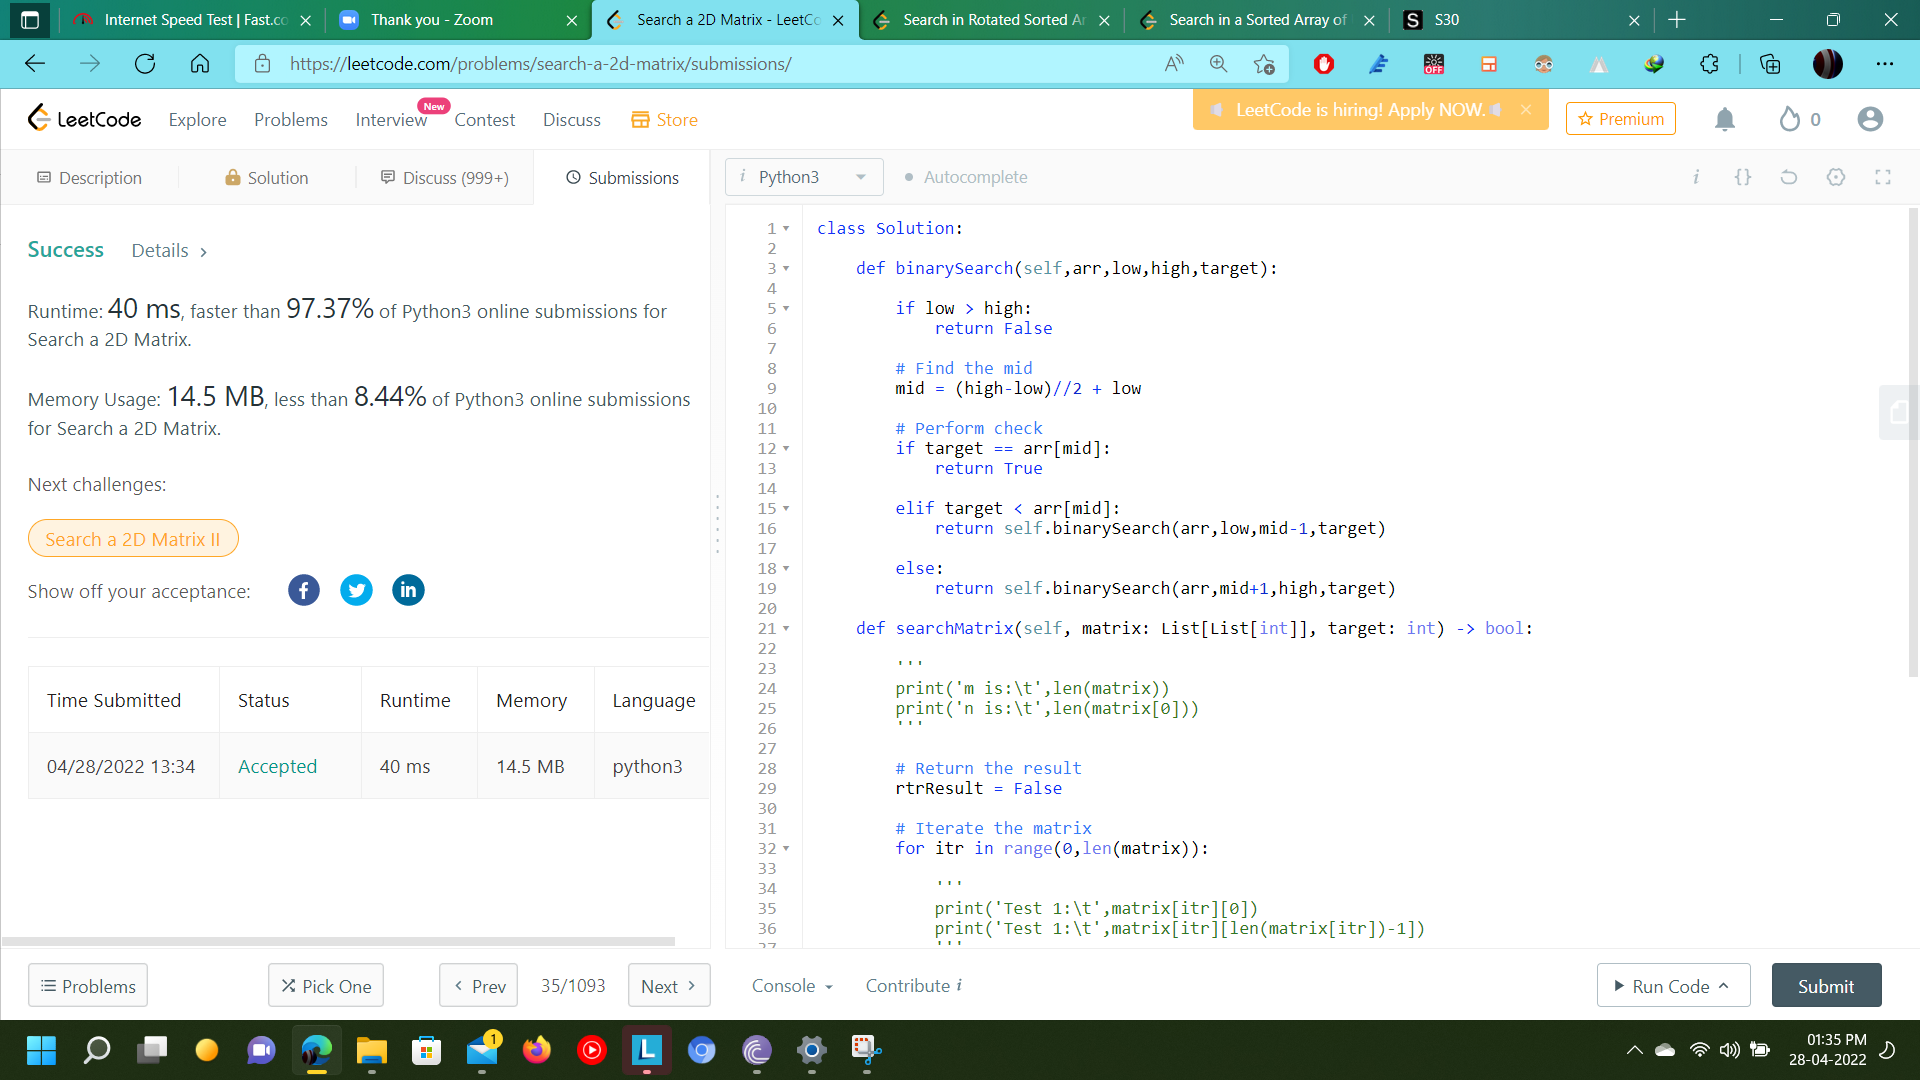 Internet Speed Test | Fast.co
Thank you - Zoom
Search a 2D Matrix - LeetCo
Search in Rotated Sorted Ar
Search in a Sorted Array of
S S30
https://leetcode.com/problems/search-a-2d-matrix/submissions/
OFF
LeetCode
Explore
Problems
Interview
New
Contest
Discuss
Store
LeetCode is hiring! Apply NOW.
Premium
0
Description
Solution
Discuss (999+)
Submissions
i Python3
Autocomplete
i {}
Success Details >
Runtime: 40 ms, faster than 97.37% of Python3 online submissions for
Search a 2D Matrix.
Memory Usage: 14.5 MB, less than 8.44% of Python3 online submissions
for Search a 2D Matrix.
Next challenges:
Search a 2D Matrix II
Show off your acceptance:
f in
Time Submitted Status Runtime Memory Language
04/28/2022 13:34 Accepted 40 ms 14.5 MB python3
1 class Solution:
2
3 def binarySearch(self,arr,low,high,target):
4
5 if low > high:
6 return False
7
8 # Find the mid
9 mid = (high-low)//2 + low
10
11 # Perform check
12 if target == arr[mid]:
13 return True
14
15 elif target < arr[mid]:
16 return self.binarySearch(arr,low,mid-1,target)
17
18 else:
19 return self.binarySearch(arr,mid+1,high,target)
20
21 def searchMatrix(self, matrix: List[List[int]], target: int) -> bool:
22
23 '''
24 print('m is:\t',len(matrix))
25 print('n is:\t',len(matrix[0]))
26 '''
27
28 # Return the result
29 rtrResult = False
30
31 # Iterate the matrix
32 for itr in range(0,len(matrix)):
33
34 '''
35 print('Test 1:\t',matrix[itr][0])
36 print('Test 1:\t',matrix[itr][len(matrix[itr])-1])
37 '''
Problems
Pick One
< Prev
35/1093
Next >
Console
Contribute i
Run Code
Submit
1
L
01:35 PM
28-04-2022